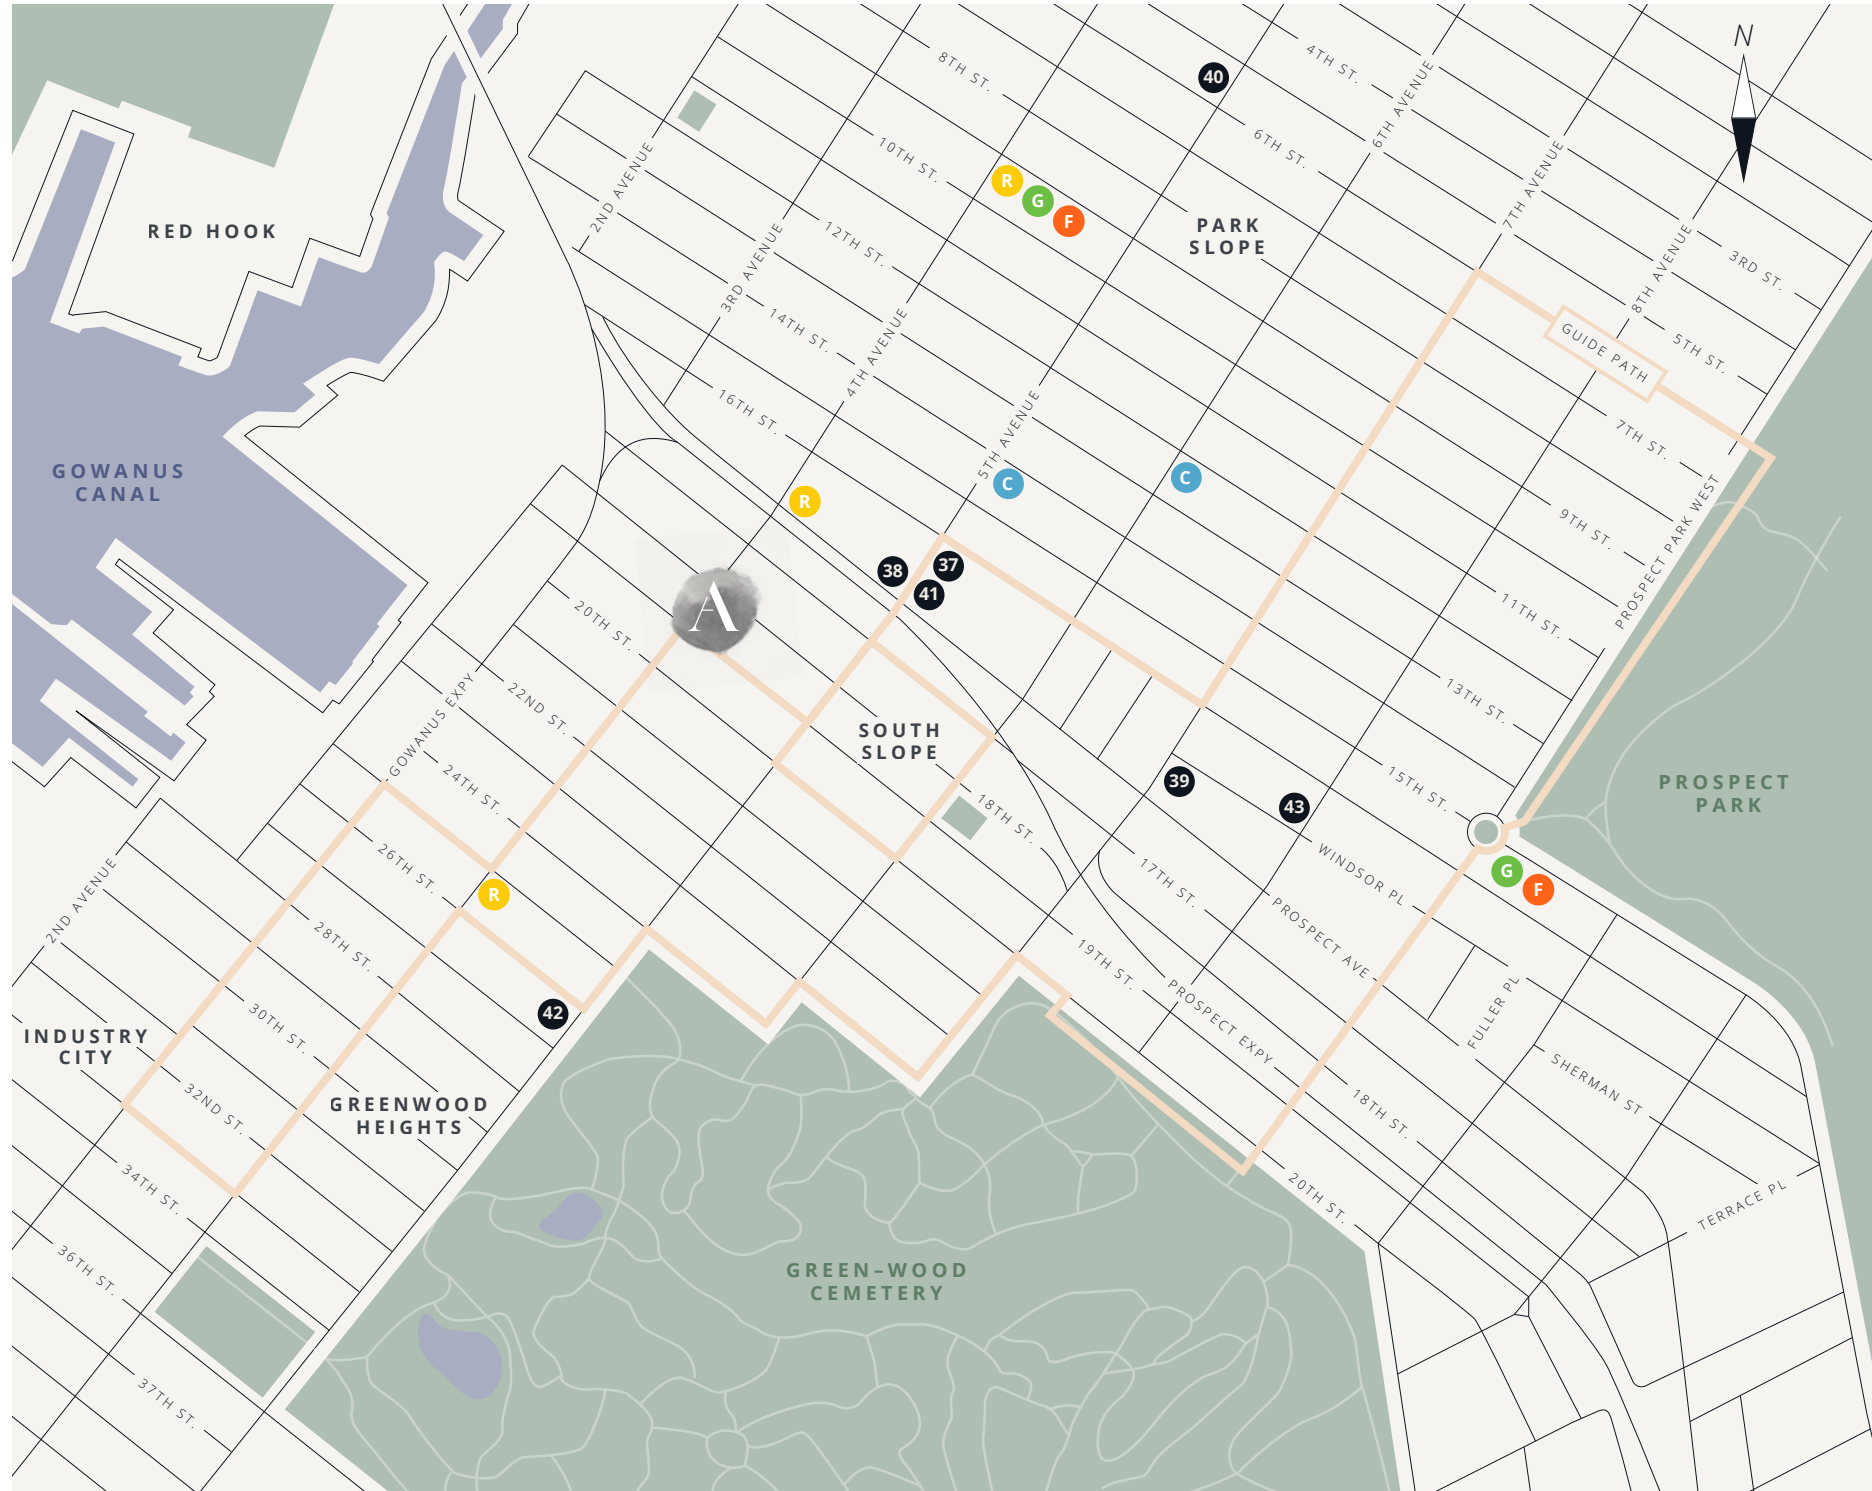 N
4TH ST.
8TH ST.
40
6TH AVENUE
6TH ST.
10TH ST.
2ND AVENUE
7TH AVENUE
R
G
F
RED HOOK
PARK
SLOPE
12TH ST.
3RD AVENUE
8TH AVENUE
3RD ST.
14TH ST.
4TH AVENUE
GUIDE PATH
5TH ST.
16TH ST.
5TH AVENUE
7TH ST.
GOWANUS
CANAL
C
C
R
PROSPECT PARK WEST
9TH ST.
38
37
41
A
20TH ST.
11TH ST.
GOWANUS EXPY
22ND ST.
13TH ST.
SOUTH
SLOPE
24TH ST.
39
43
15TH ST.
18TH ST.
PROSPECT
PARK
26TH ST.
R
17TH ST.
WINDSOR PL
G
F
2ND AVENUE
28TH ST.
PROSPECT AVE
19TH ST.
42
30TH ST.
PROSPECT EXPY
FULLER PL
INDUSTRY
CITY
32ND ST.
GREENWOOD
HEIGHTS
SHERMAN ST
18TH ST.
34TH ST.
20TH ST.
TERRACE PL
36TH ST.
GREEN–WOOD
CEMETERY
37TH ST.